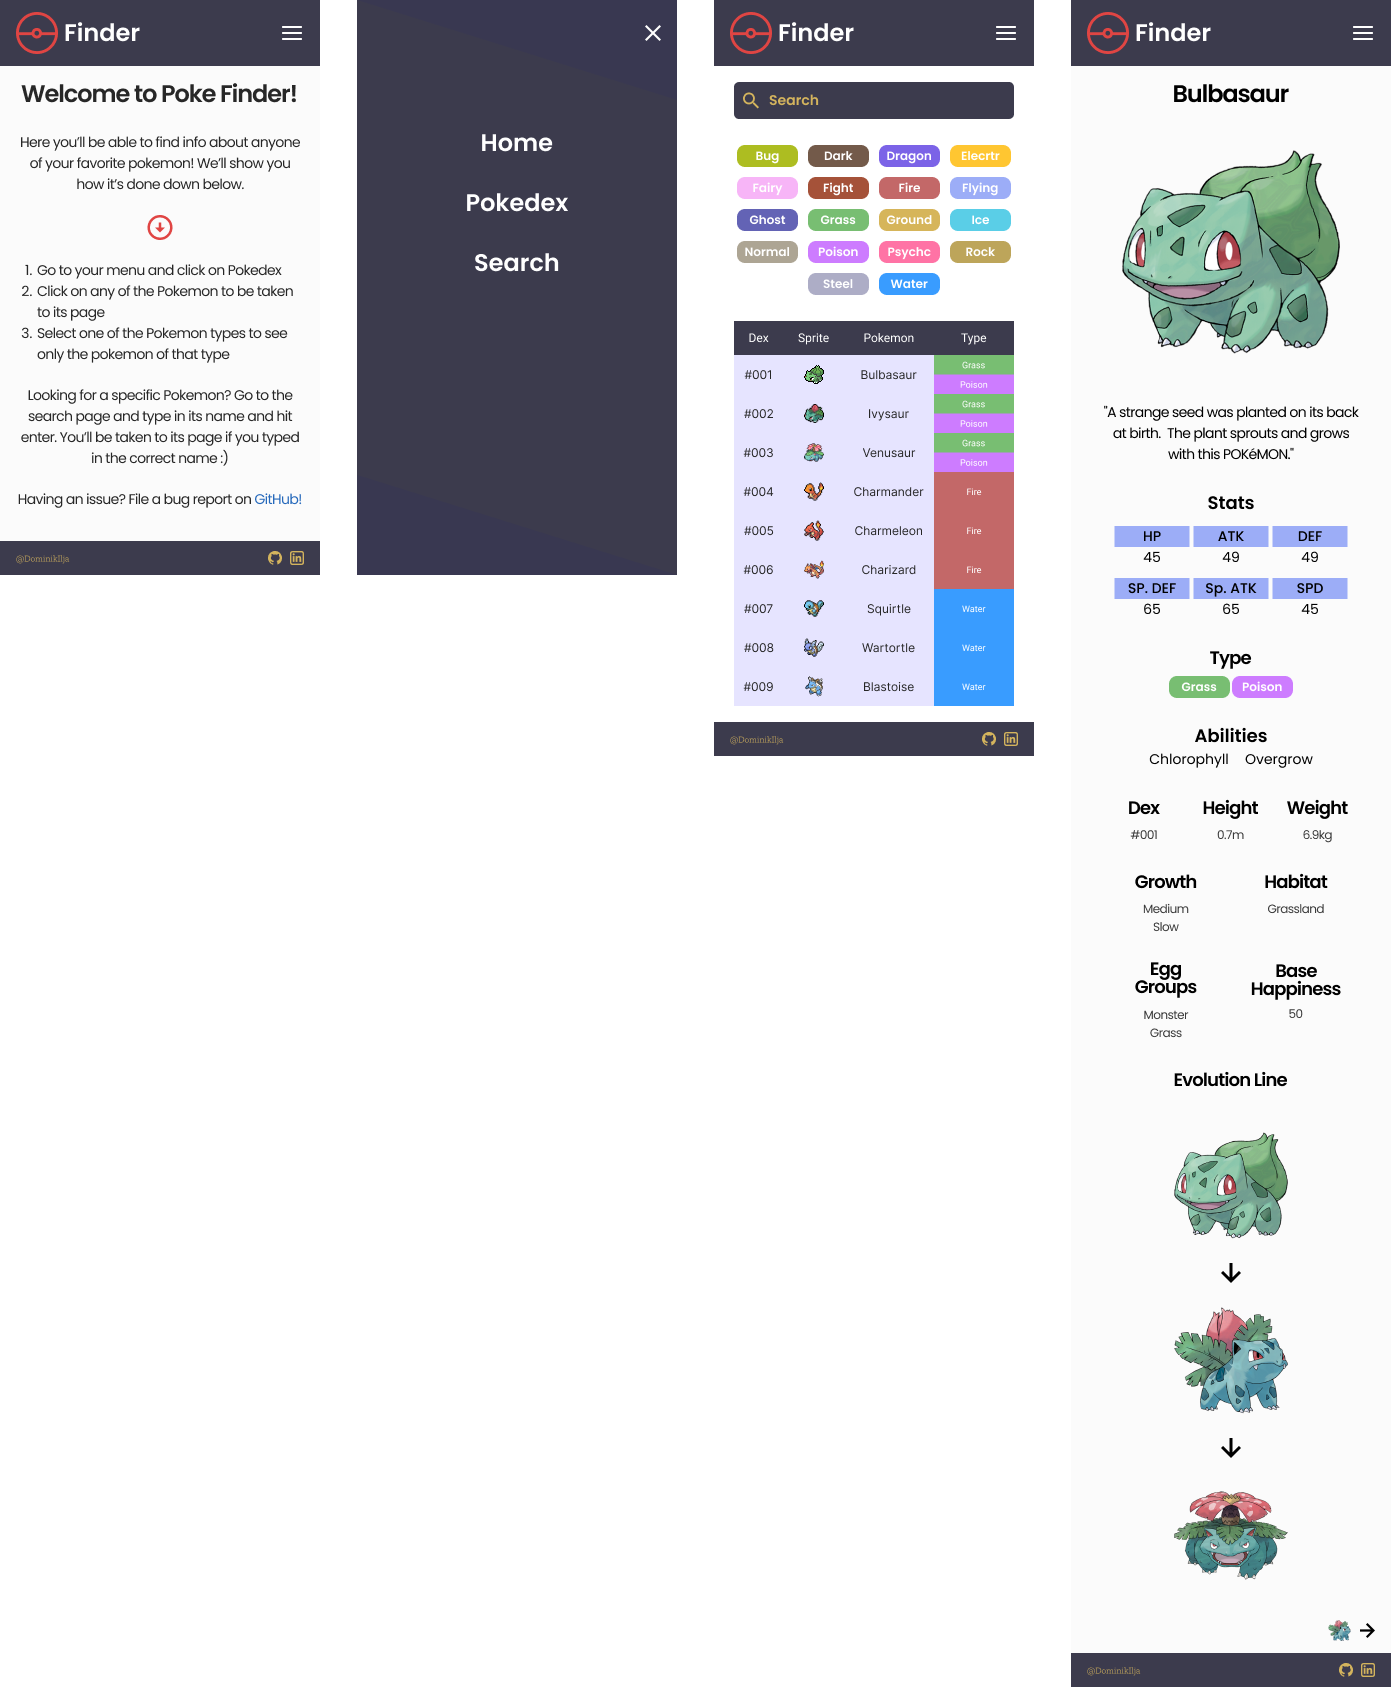 Finder
Welcome to Poke Finder!
Here you'll be able to find info about anyone
of your favorite pokemon! We'll show you
how it's done down below.
1. Go to your menu and click on Pokedex
2. Click on any of the Pokemon to be taken
to its page
3. Select one of the Pokemon types to see
only the pokemon of that type
Looking for a specific Pokemon? Go to the
search page and type in its name and hit
enter. You'll be taken to its page if you typed
in the correct name :)
Having an issue? File a bug report on GitHub!
@DominikIlja
Home
Pokedex
Search
Finder
Search
Bug Dark Dragon Elecrtr
Fairy Fight Fire Flying
Ghost Grass Ground Ice
Normal Poison Psychc Rock
Steel Water
Dex Sprite Pokemon Type
#001 Bulbasaur Grass
Poison
#002 Ivysaur Grass
Poison
#003 Venusaur Grass
Poison
#004 Charmander Fire
#005 Charmeleon Fire
#006 Charizard Fire
#007 Squirtle Water
#008 Wartortle Water
#009 Blastoise Water
@DominikIlja
Finder
Bulbasaur
"A strange seed was planted on its back
at birth. The plant sprouts and grows
with this POKéMON."
Stats
HP ATK DEF
45 49 49
SP. DEF Sp. ATK SPD
65 65 45
Type
Grass Poison
Abilities
Chlorophyll Overgrow
Dex Height Weight
#001 0.7m 6.9kg
Growth Habitat
Medium Grassland
Slow
Egg Base
Groups Happiness
Monster 50
Grass
Evolution Line
@DominikIlja